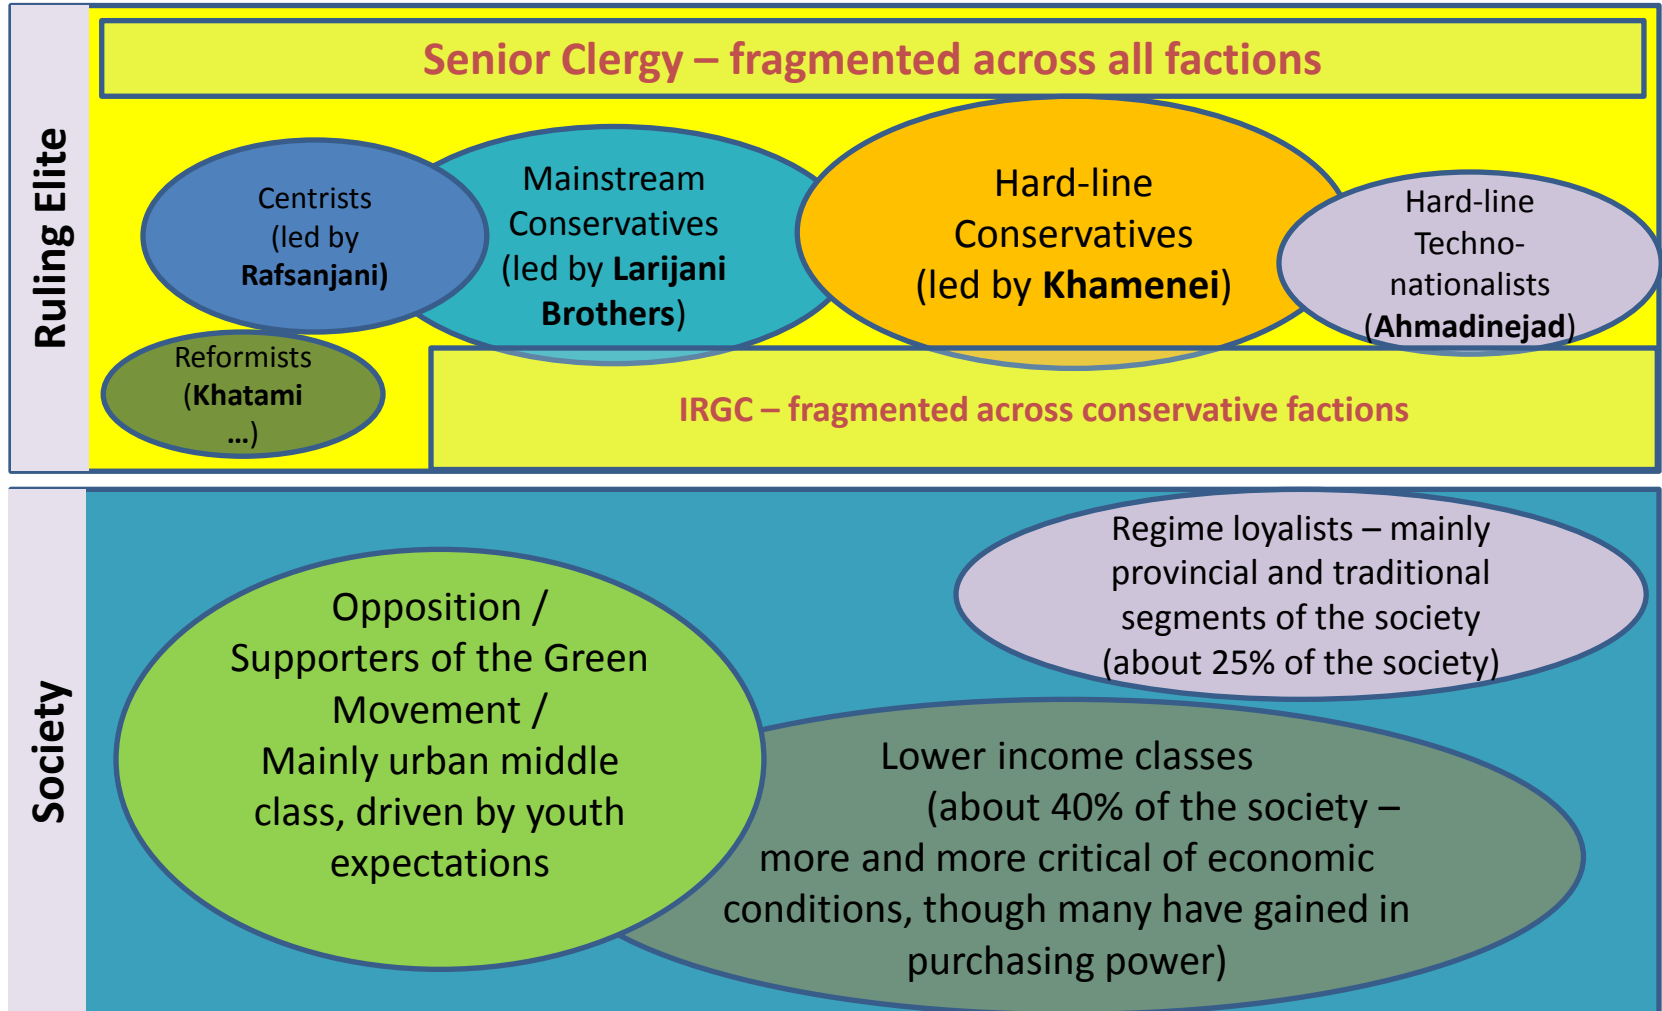 Ruling Elite
Senior Clergy – fragmented across all factions
Centrists
(led by
Rafsanjani)
Mainstream
Conservatives
(led by Larijani
Brothers)
Hard-line
Conservatives
(led by Khamenei)
Hard-line
Techno-
nationalists
(Ahmadinejad)
Reformists
(Khatami
...)
IRGC – fragmented across conservative factions
Society
Regime loyalists – mainly
provincial and traditional
segments of the society
(about 25% of the society)
Opposition /
Supporters of the Green
Movement /
Mainly urban middle
class, driven by youth
expectations
Lower income classes
(about 40% of the society –
more and more critical of economic
conditions, though many have gained in
purchasing power)